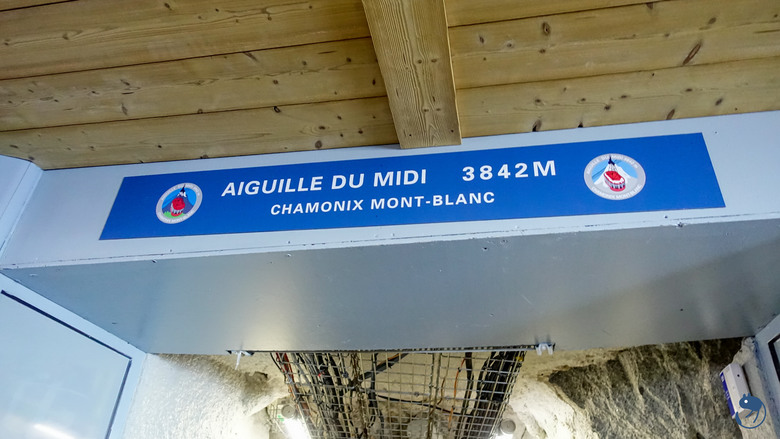 AIGUILLE DU MIDI 3842M
CHAMONIX MONT-BLANC